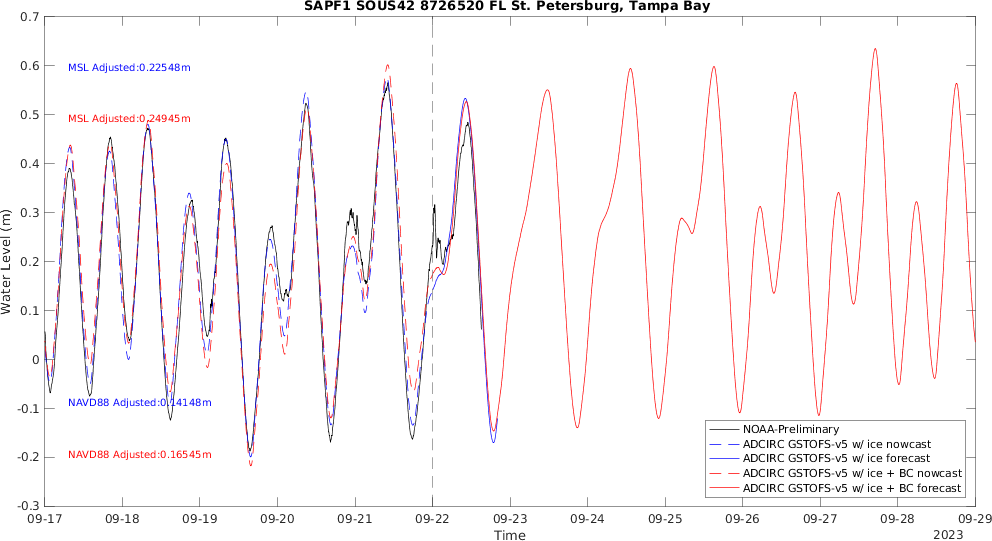 SAPF1 SOUS42 8726520 FL St. Petersburg, Tampa Bay
0.7
0.6
0.5
0.4
0.3
0.2
0.1
0
-0.1
-0.2
-0.3
Water Level (m)
MSL Adjusted:0.22548m
MSL Adjusted:0.24945m
NAVD88 Adjusted:0.14148m
NAVD88 Adjusted:0.16545m
NOAA-Preliminary
ADCIRC GSTOFS-v5 w/ ice nowcast
ADCIRC GSTOFS-v5 w/ ice forecast
ADCIRC GSTOFS-v5 w/ ice + BC nowcast
ADCIRC GSTOFS-v5 w/ ice + BC forecast
09-17 09-18 09-19 09-20 09-21 09-22 09-23 09-24 09-25 09-26 09-27 09-28 09-29
Time
2023